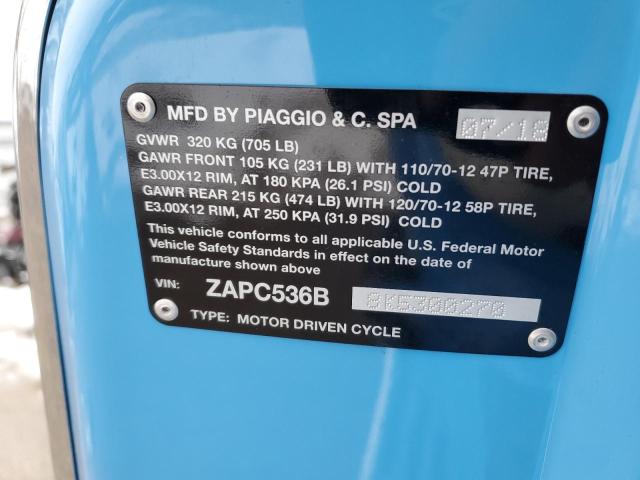 MFD BY PIAGGIO & C. SPA 07/18
GVWR 320 KG (705 LB)
GAWR FRONT 105 KG (231 LB) WITH 110/70-12 47P TIRE,
E3.00X12 RIM, AT 180 KPA (26.1 PSI) COLD
GAWR REAR 215 KG (474 LB) WITH 120/70-12 58P TIRE,
E3.00X12 RIM, AT 250 KPA (31.9 PSI) COLD
This vehicle conforms to all applicable U.S. Federal Motor
Vehicle Safety Standards in effect on the date of
manufacture shown above
VIN: ZAPC536B 8K5300270
TYPE: MOTOR DRIVEN CYCLE